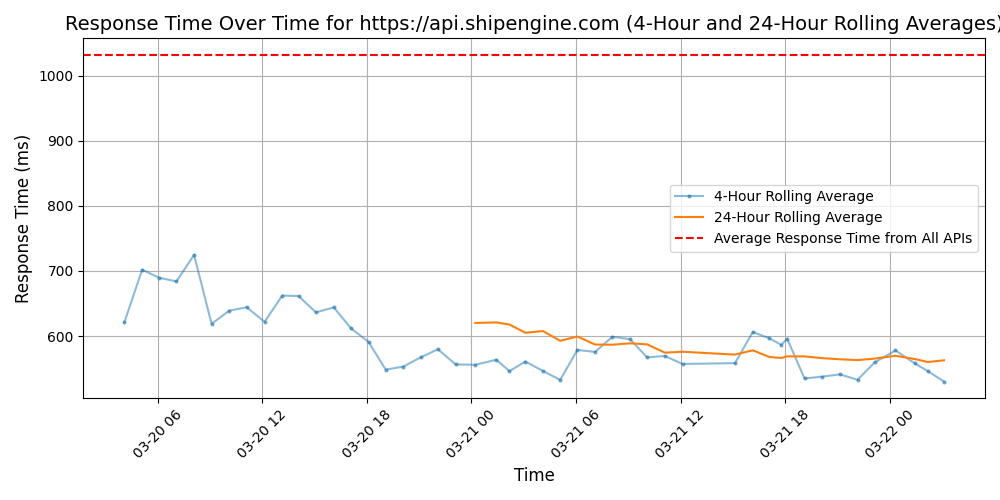 Response Time Over Time for https://api.shipengine.com (4-Hour and 24-Hour Rolling Averages)
Response Time (ms)
1000
900
800
700
600
4-Hour Rolling Average
24-Hour Rolling Average
Average Response Time from All APIs
03-20 06
03-20 12
03-20 18
03-21 00
03-21 06
03-21 12
03-21 18
03-22 00
Time